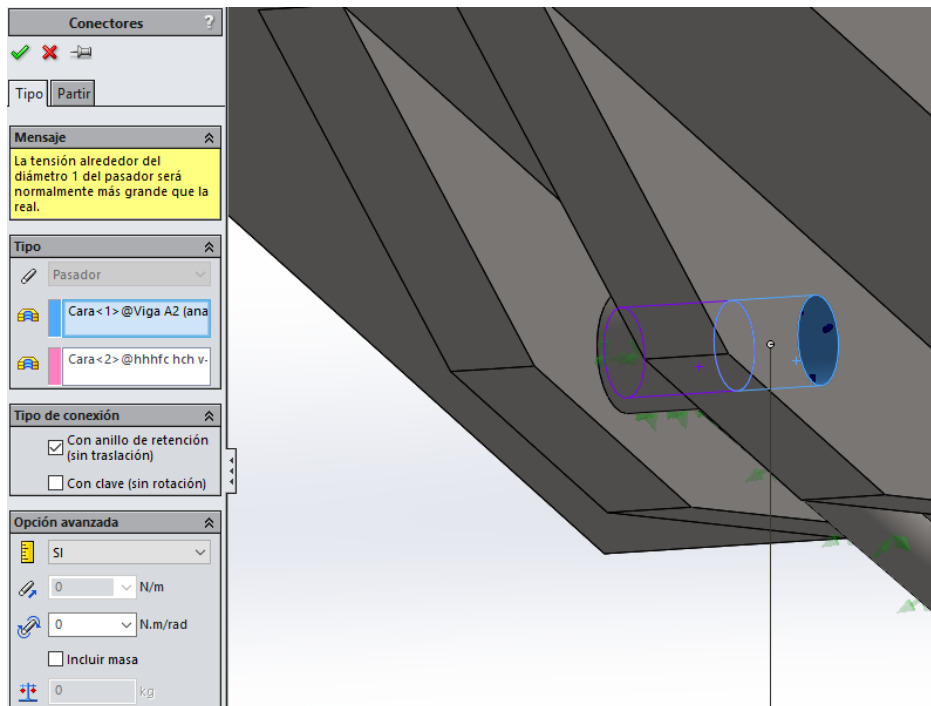 Conectores
?
Tipo
Partir
Mensaje
La tensión alrededor del
diámetro 1 del pasador será
normalmente más grande que la
real.
Tipo
Pasador
Cara<1>@Viga A2 (ana
Cara<2>@hhhfc hch v-
Tipo de conexión
Con anillo de retención
(sin traslación)
Con clave (sin rotación)
Opción avanzada
SI
0 N/m
0 N.m/rad
Incluir masa
0 kg